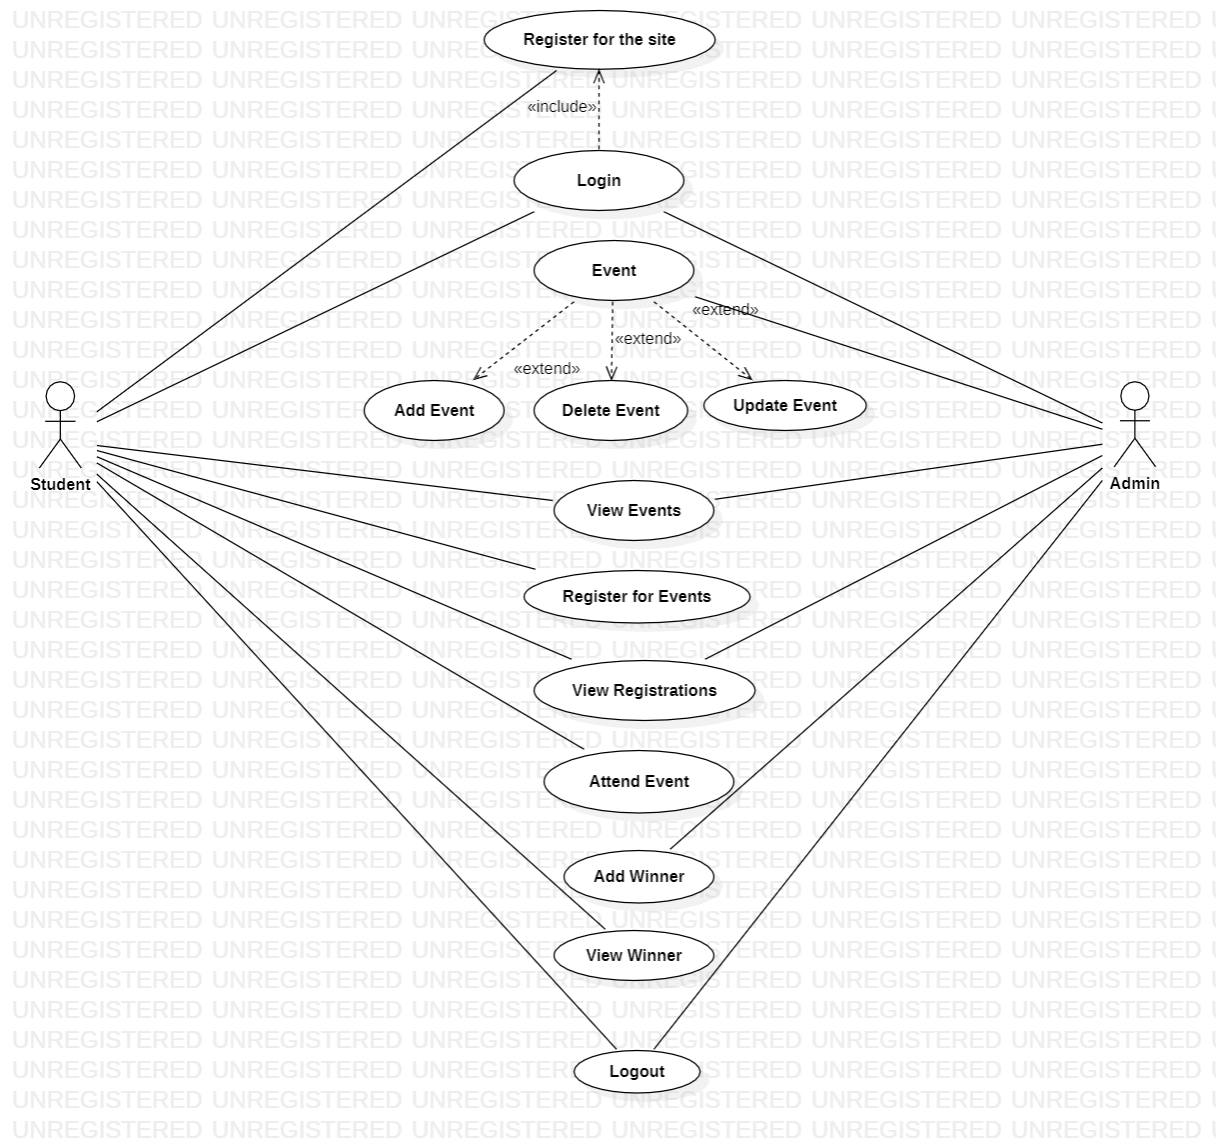 Register for the site
«include»
Login
Event
«extend»
«extend»
«extend»
Add Event
Delete Event
Update Event
Student
Admin
View Events
Register for Events
View Registrations
Attend Event
Add Winner
View Winner
Logout
UNREGISTERED